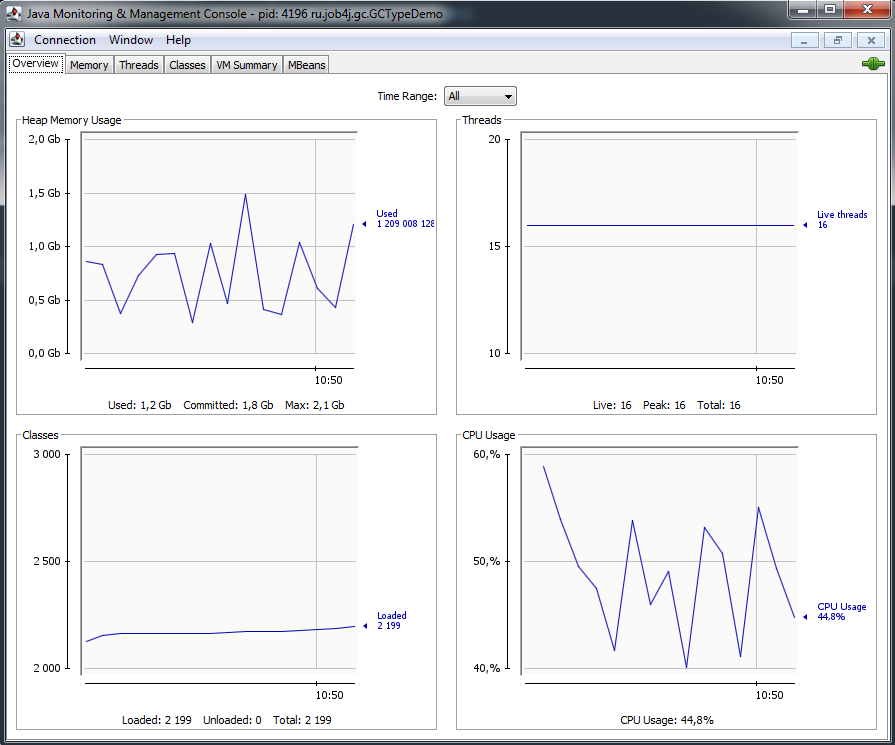 Java Monitoring & Management Console - pid: 4196 ru.job4j.gc.GCTypeDemo
Connection Window Help
Overview Memory Threads Classes VM Summary MBeans
Time Range: All
Heap Memory Usage
2,0 Gb
1,5 Gb
1,0 Gb
0,5 Gb
0,0 Gb
Used
1 209 008 128
10:50
Used: 1,2 Gb Committed: 1,8 Gb Max: 2,1 Gb
Threads
20
15
10
Live threads
16
10:50
Live: 16 Peak: 16 Total: 16
Classes
3 000
2 500
2 000
Loaded
2 199
10:50
Loaded: 2 199 Unloaded: 0 Total: 2 199
CPU Usage
60,%
50,%
40,%
CPU Usage
44,8%
10:50
CPU Usage: 44,8%